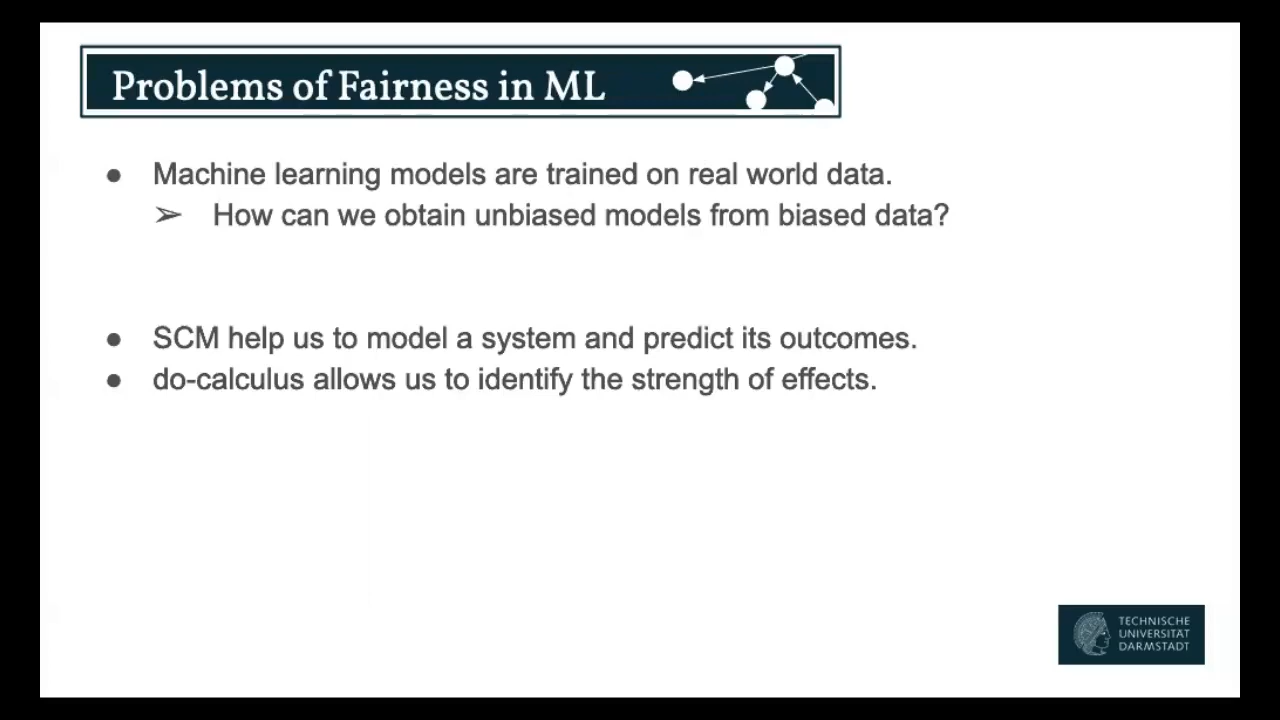 Problems of Fairness in ML
● Machine learning models are trained on real world data.
➢ How can we obtain unbiased models from biased data?
● SCM help us to model a system and predict its outcomes.
● do-calculus allows us to identify the strength of effects.
TECHNISCHE
UNIVERSITÄT
DARMSTADT